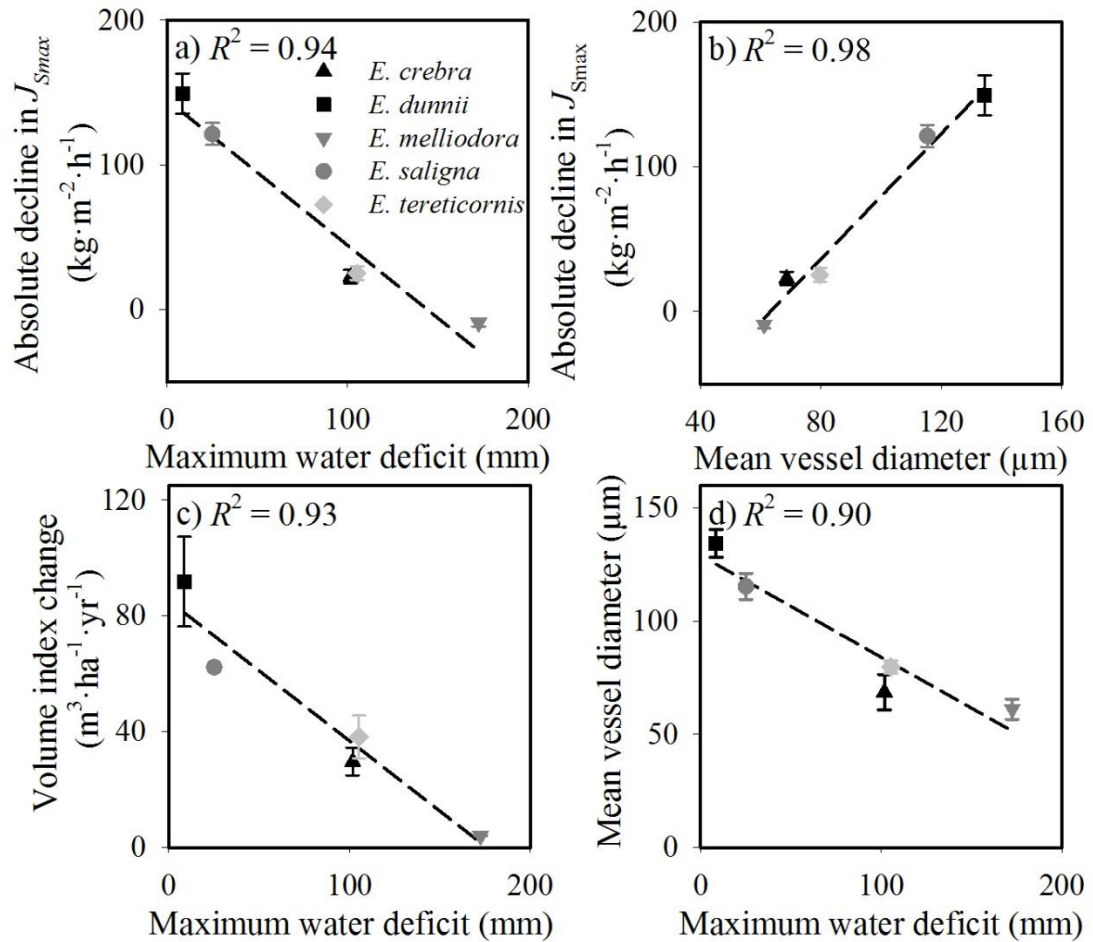 Absolute decline in J_Smax
(kg·m⁻²·h⁻¹)
200
100
0
a) R² = 0.94
E. crebra
E. dunnii
E. melliodora
E. saligna
E. tereticornis
0 100 200
Maximum water deficit (mm)
Absolute decline in J_Smax
(kg·m⁻²·h⁻¹)
200
100
0
b) R² = 0.98
40 80 120 160
Mean vessel diameter (µm)
Volume index change
(m³·ha⁻¹·yr⁻¹)
120
80
40
0
c) R² = 0.93
0 100 200
Maximum water deficit (mm)
Mean vessel diameter (µm)
150
100
50
0
d) R² = 0.90
0 100 200
Maximum water deficit (mm)